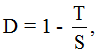 D = 1 - T/S,